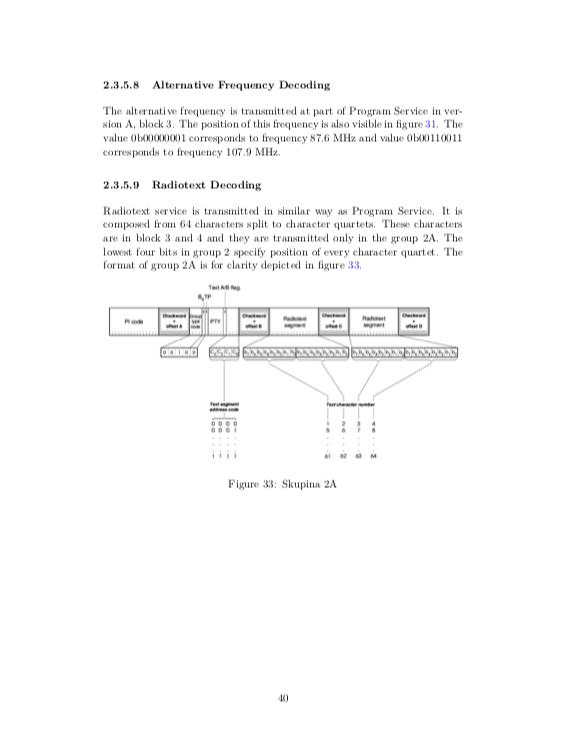 2.3.5.8 Alternative Frequency Decoding
The alternative frequency is transmitted at part of Program Service in ver-
sion A, block 3. The position of this frequency is also visible in figure 31. The
value 0b00000001 corresponds to frequency 87.6 MHz and value 0b00110011
corresponds to frequency 107.9 MHz.
2.3.5.9 Radiotext Decoding
Radiotext service is transmitted in similar way as Program Service. It is
composed from 64 characters split to character quartets. These characters
are in block 3 and 4 and they are transmitted only in the group 2A. The
lowest four bits in group 2 specify position of every character quartet. The
format of group 2A is for clarity depicted in figure 33.
Text A/B flag
B₀ TP
PI code
Checkword
+
offset A
Group
type
code
PTY
Checkword
+
offset B
Radiotext
segment
Checkword
+
offset C
Radiotext
segment
Checkword
+
offset D
0 0 1 0 0
Text segment
address code
Text character number
0 0 0 0 1 2 3 4
0 0 0 1 5 6 7 8
1 1 1 1 61 62 63 64
Figure 33: Skupina 2A
40